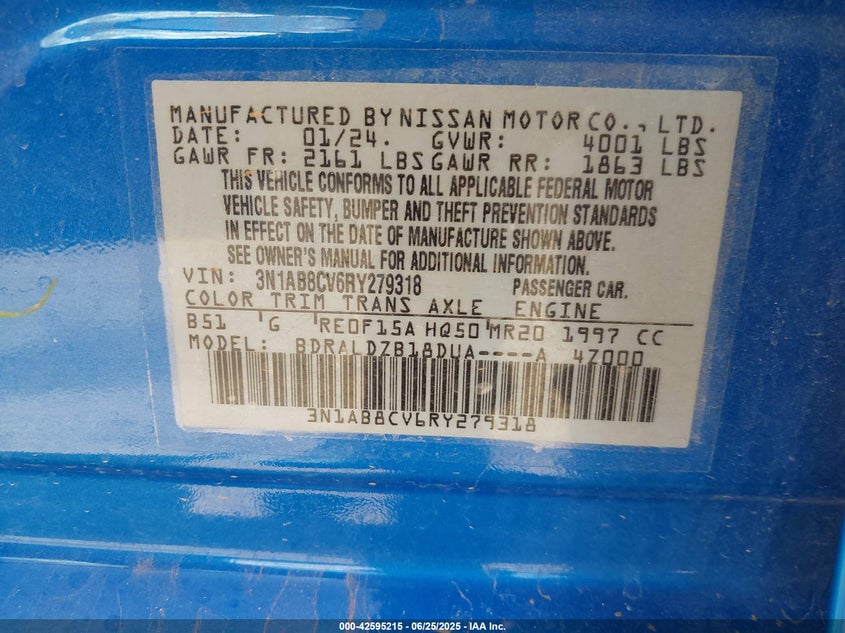 MANUFACTURED BY NISSAN MOTOR CO., LTD.
DATE: 01/24. GVWR: 4001 LBS
GAWR FR: 2161 LBS GAWR RR: 1863 LBS
THIS VEHICLE CONFORMS TO ALL APPLICABLE FEDERAL MOTOR
VEHICLE SAFETY, BUMPER AND THEFT PREVENTION STANDARDS
IN EFFECT ON THE DATE OF MANUFACTURE SHOWN ABOVE.
SEE OWNER'S MANUAL FOR ADDITIONAL INFORMATION.
VIN: 3N1AB8CV6RY279318 PASSENGER CAR.
COLOR TRIM TRANS AXLE ENGINE
B51 'G 'RE0F15A HQ50'MR20 1997 CC
MODEL: BDRALDZB18DUA----A 4Z000
3N1AB8CV6RY279318
000-42595215 - 06/25/2025 - IAA Inc.